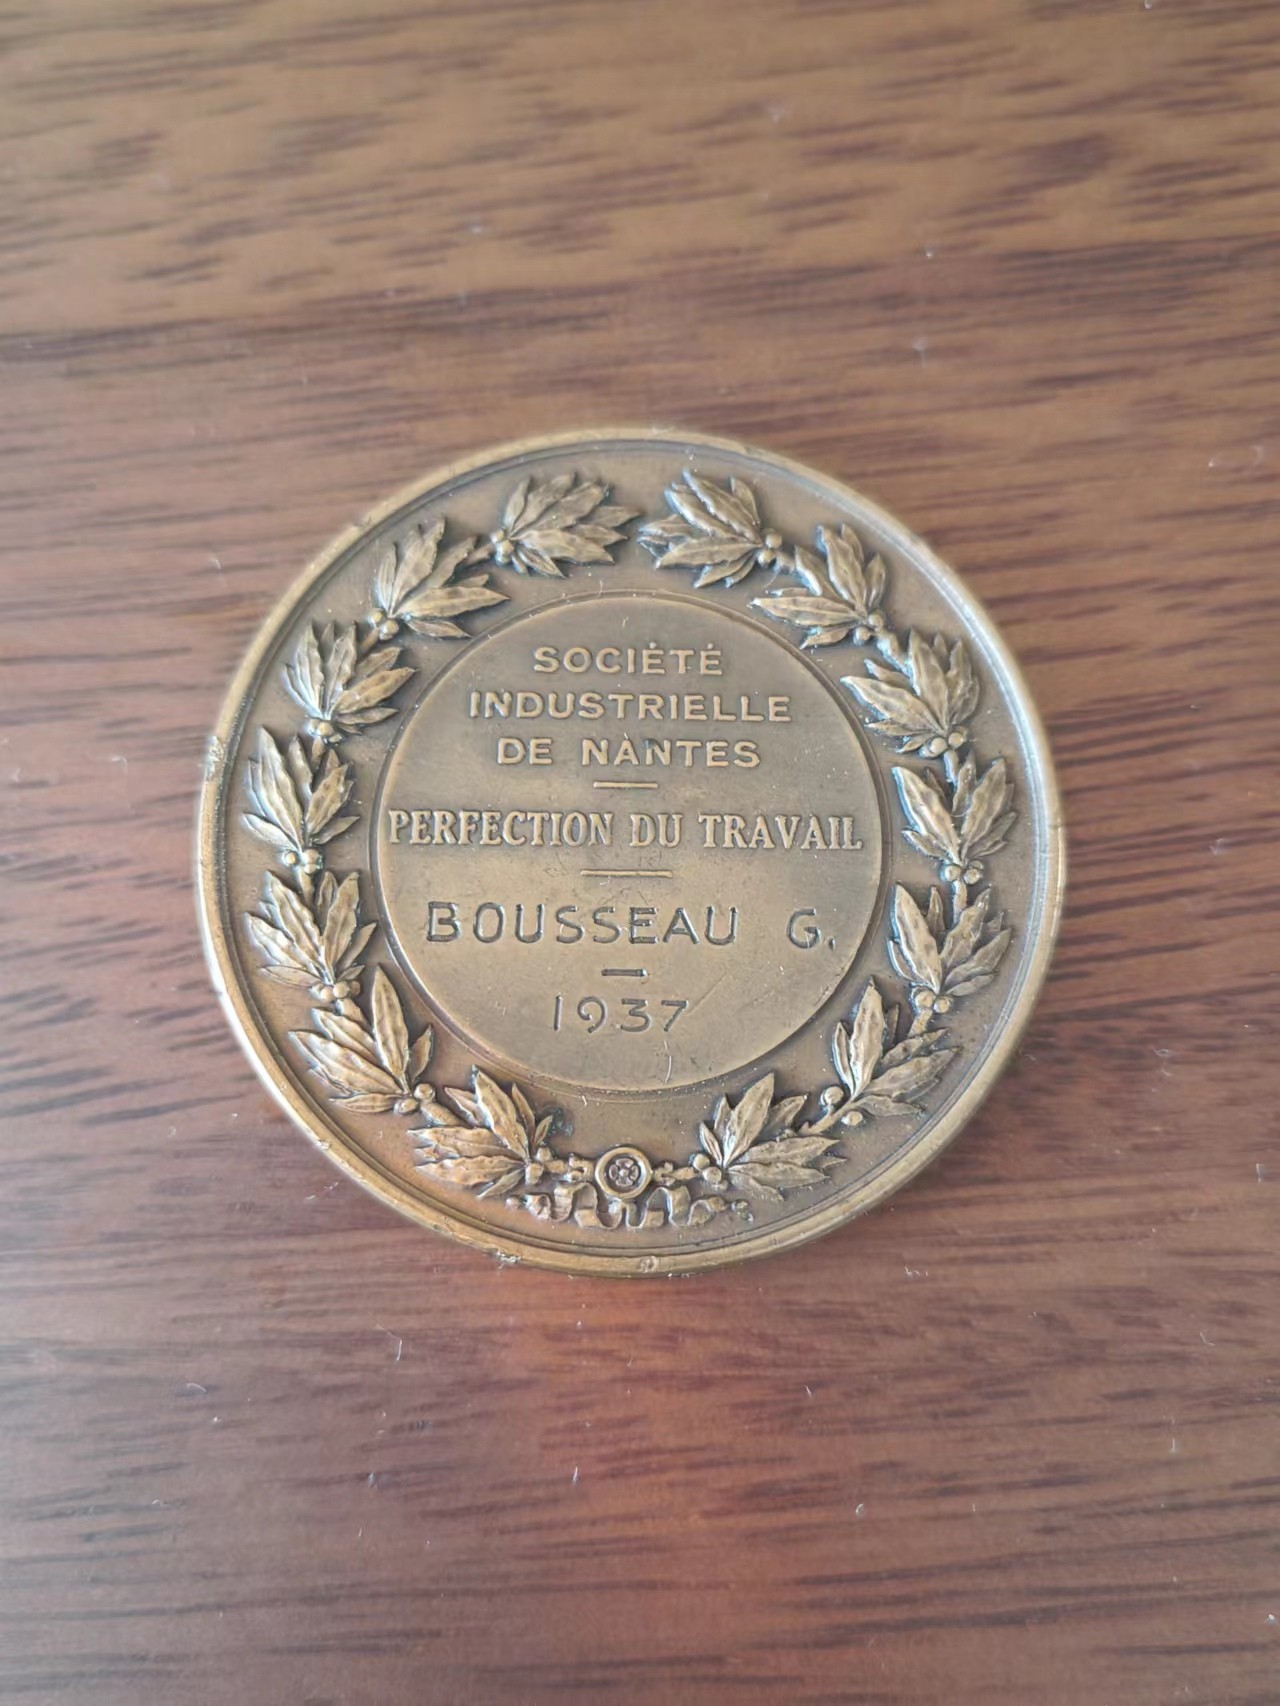 SOCIÉTÉ
INDUSTRIELLE
DE NANTES
PERFECTION DU TRAVAIL
BOUSSEAU G.
1937